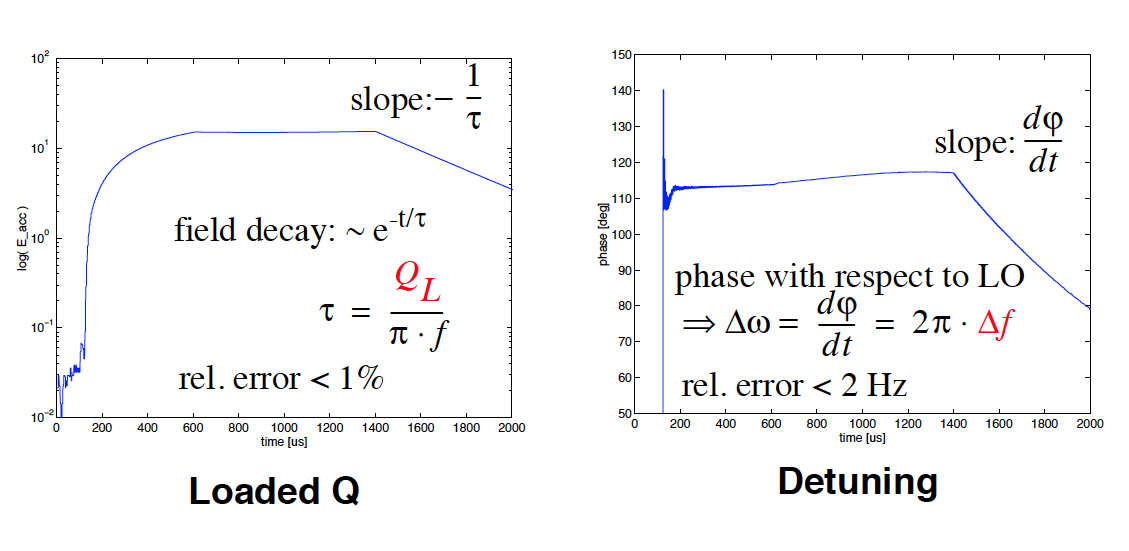 10^2
10^1
10^0
10^-1
10^-2
log( E_acc )
slope: − 1/τ
field decay: ~ e^-t/τ
τ = Q_L / (π · f)
rel. error < 1%
0 200 400 600 800 1000 1200 1400 1600 1800 2000
time [us]
Loaded Q
150
140
130
120
110
100
90
80
70
60
50
phase [deg]
slope: dφ/dt
phase with respect to LO
⇒ Δω = dφ/dt = 2π · Δf
rel. error < 2 Hz
0 200 400 600 800 1000 1200 1400 1600 1800 2000
time [us]
Detuning